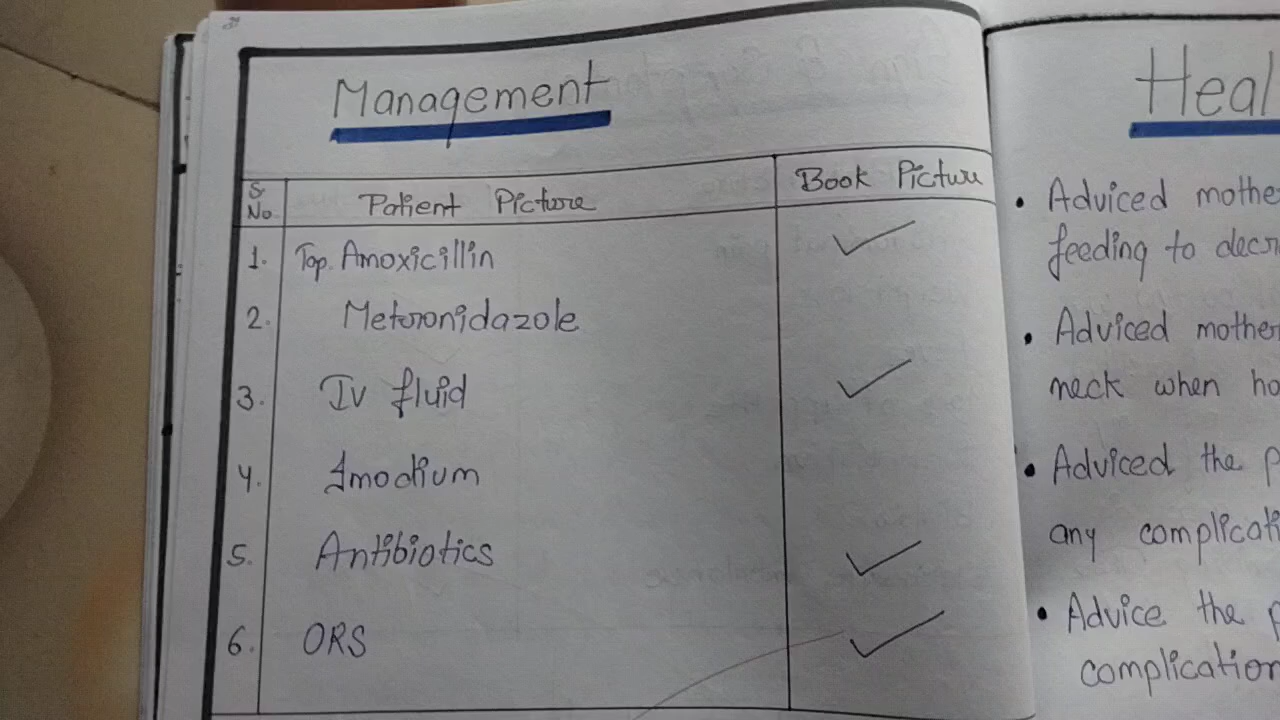 Management
Sr No. Patient Picture Book Picture
1. Tap. Amoxicillin ✓
2. Metoronidazole
3. IV fluid ✓
4. Imodium
5. Antibiotics ✓
6. ORS ✓
Heal
• Adviced mothe
feeding to decr
• Adviced mother
neck when ho
• Adviced the p
any complicati
• Advice the p
complication